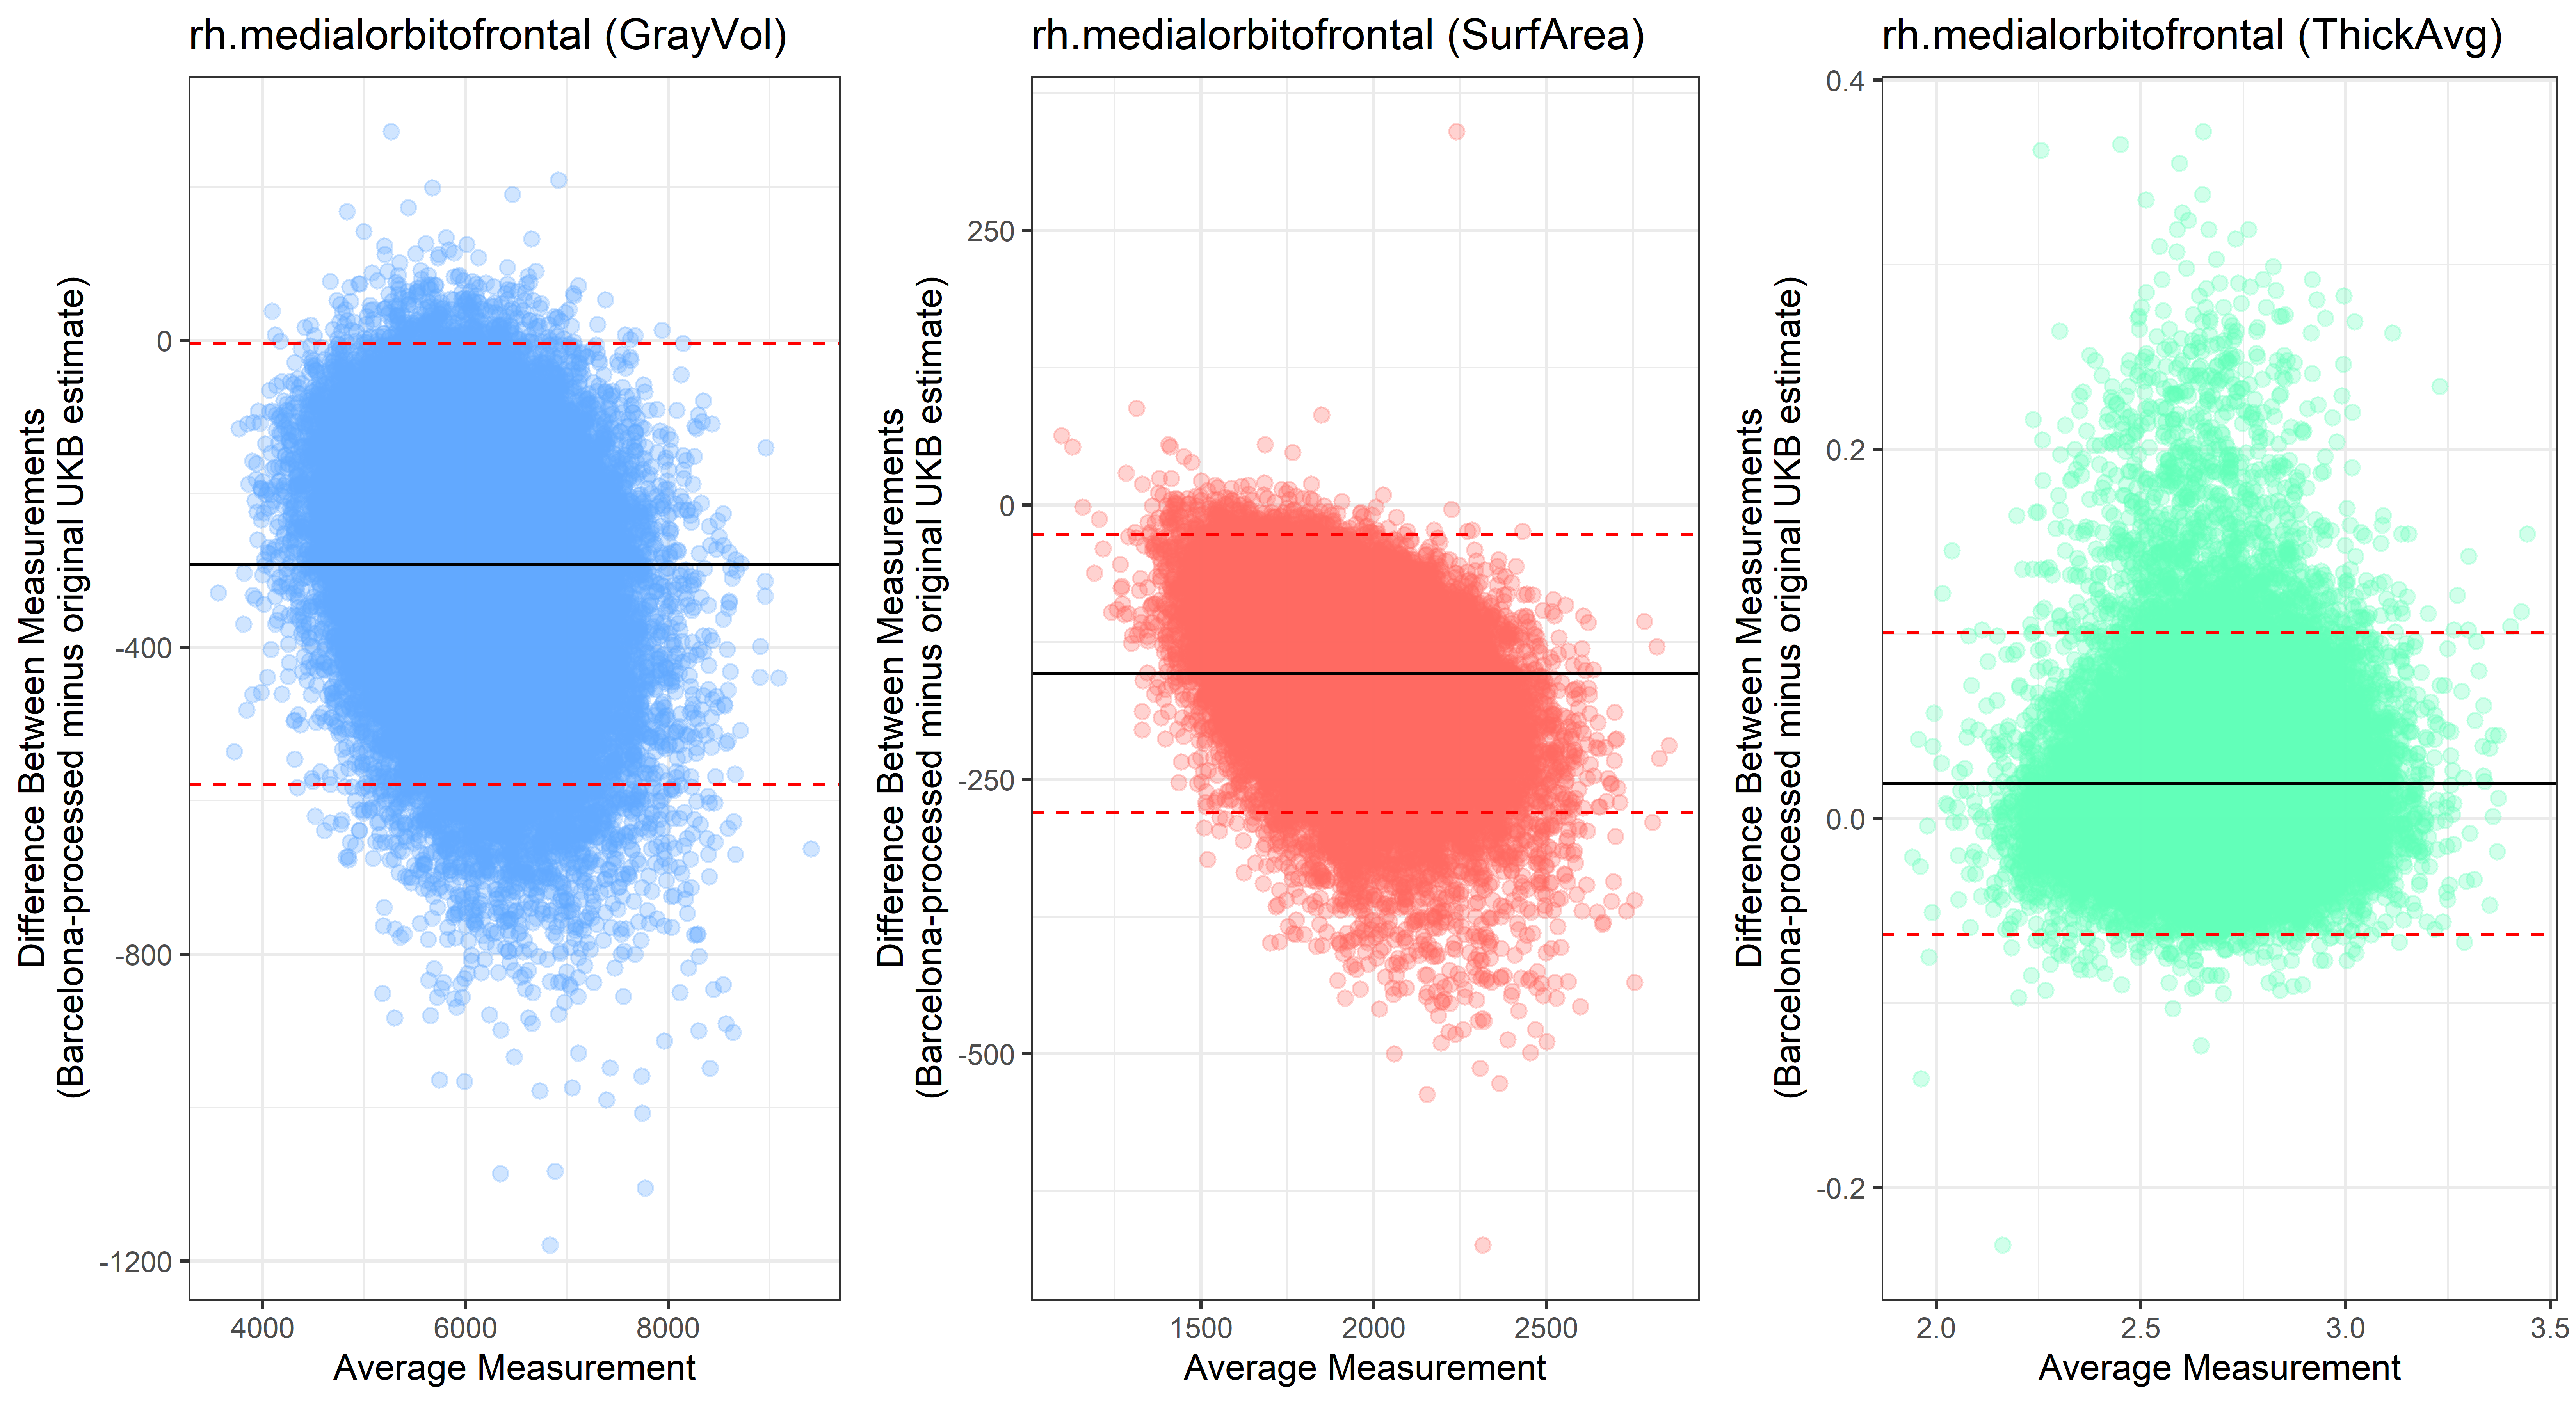 rh.medialorbitofrontal (GrayVol)
Difference Between Measurements
(Barcelona-processed minus original UKB estimate)
0
-400
-800
-1200
4000 6000 8000
Average Measurement
rh.medialorbitofrontal (SurfArea)
Difference Between Measurements
(Barcelona-processed minus original UKB estimate)
250
0
-250
-500
1500 2000 2500
Average Measurement
rh.medialorbitofrontal (ThickAvg)
Difference Between Measurements
(Barcelona-processed minus original UKB estimate)
0.4
0.2
0.0
-0.2
2.0 2.5 3.0 3.5
Average Measurement